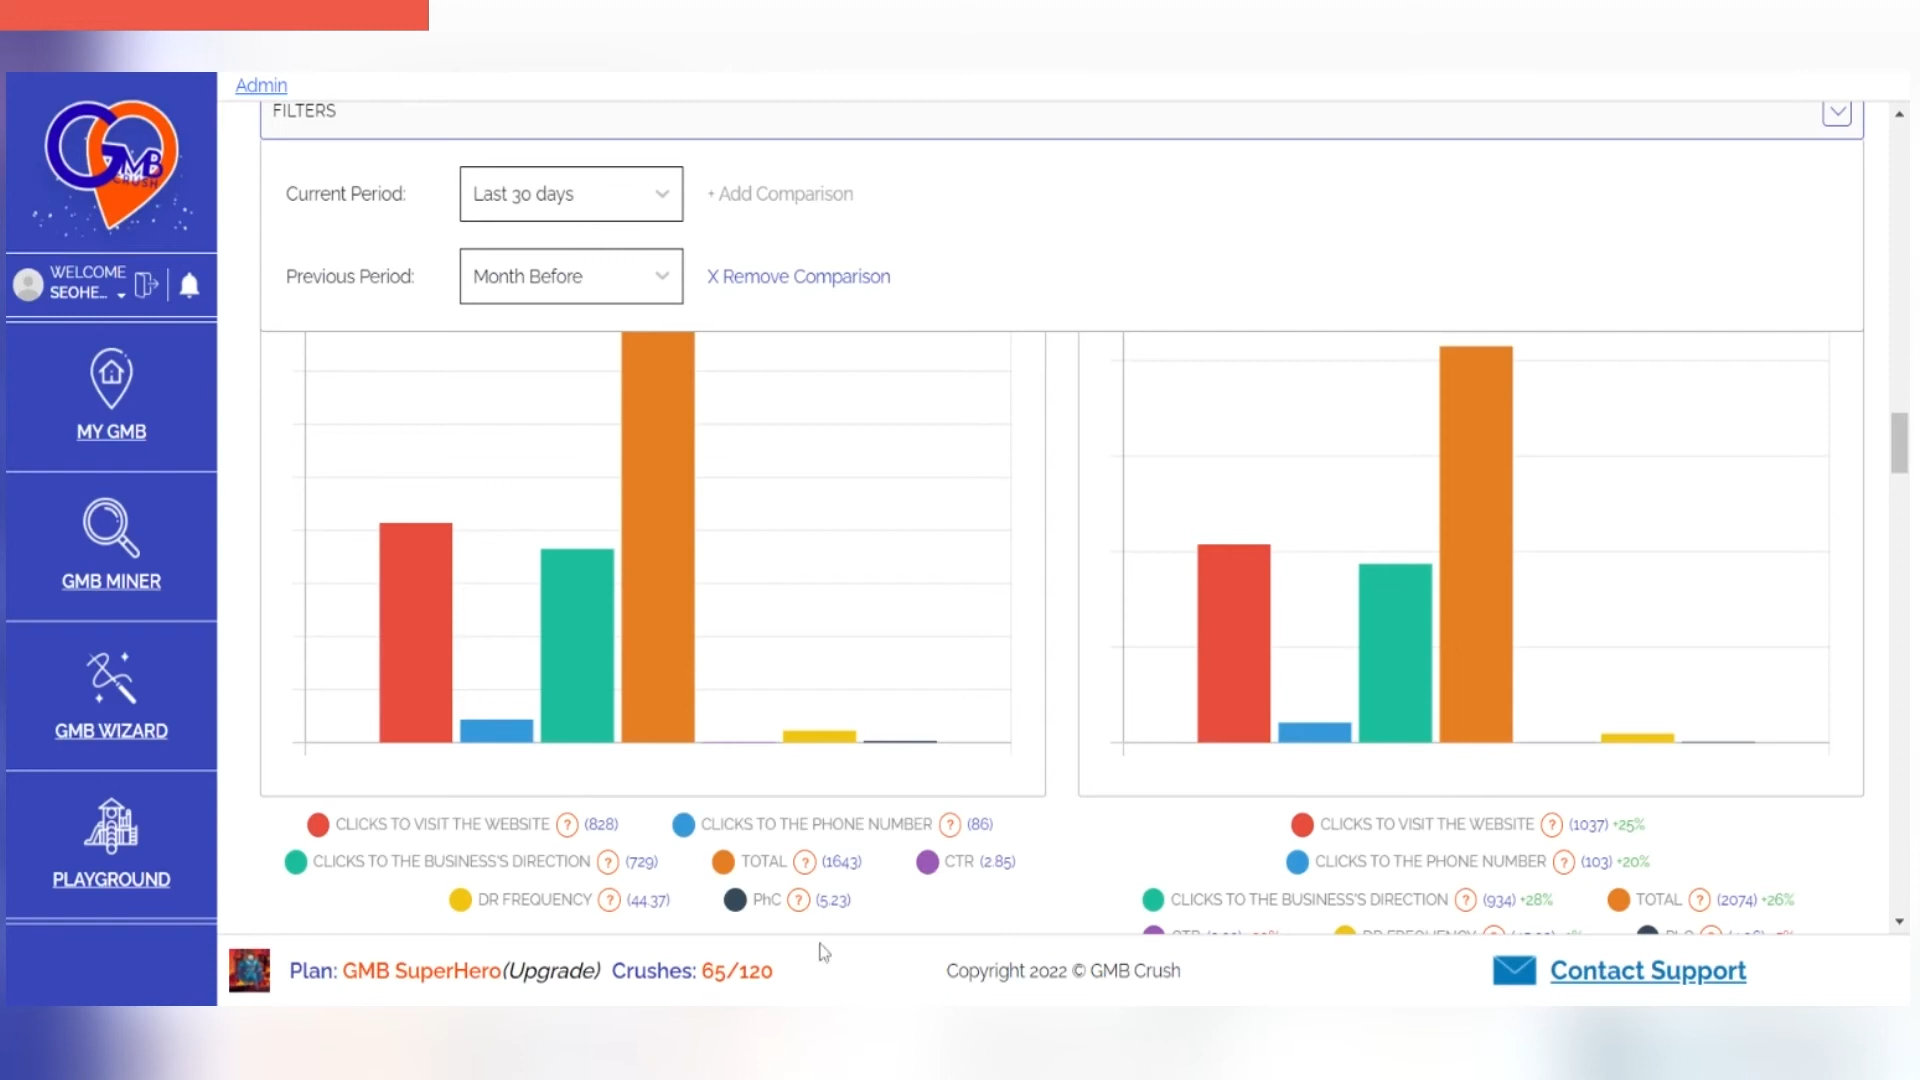 Admin
FILTERS
Current Period: Last 30 days + Add Comparison
Previous Period: Month Before X Remove Comparison
GMB
CRUSH
WELCOME
SEOHE...
MY GMB
GMB MINER
GMB WIZARD
PLAYGROUND
CLICKS TO VISIT THE WEBSITE ? (828) CLICKS TO THE PHONE NUMBER ? (86)
CLICKS TO THE BUSINESS'S DIRECTION ? (729) TOTAL ? (1643) CTR (2.85)
DR FREQUENCY ? (44.37) PhC ? (5.23)
CLICKS TO VISIT THE WEBSITE ? (1037) +25%
CLICKS TO THE PHONE NUMBER ? (103) +20%
CLICKS TO THE BUSINESS'S DIRECTION ? (934) +28% TOTAL ? (2074) +26%
Plan: GMB SuperHero(Upgrade) Crushes: 65/120
Copyright 2022 © GMB Crush
Contact Support